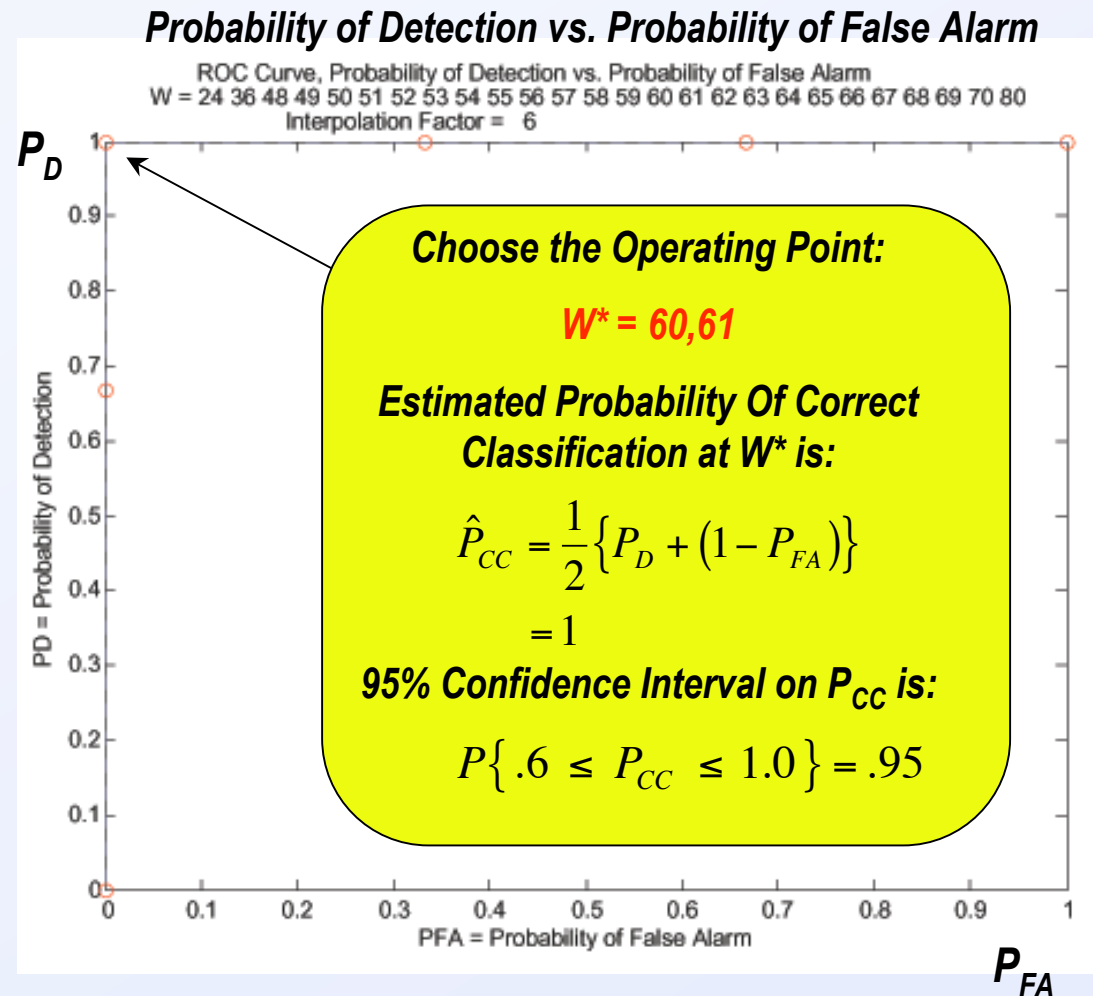 Probability of Detection vs. Probability of False Alarm
ROC Curve, Probability of Detection vs. Probability of False Alarm
W = 24 36 48 49 50 51 52 53 54 55 56 57 58 59 60 61 62 63 64 65 66 67 68 69 70 80
Interpolation Factor = 6
P_D
1
0.9
0.8
0.7
0.6
0.5
0.4
0.3
0.2
0.1
0
PD = Probability of Detection
Choose the Operating Point:
W* = 60,61
Estimated Probability Of Correct
Classification at W* is:
P̂_CC = 1/2 {P_D + (1 − P_FA)}
= 1
95% Confidence Interval on P_CC is:
P{ .6 ≤ P_CC ≤ 1.0 } = .95
0 0.1 0.2 0.3 0.4 0.5 0.6 0.7 0.8 0.9 1
PFA = Probability of False Alarm
P_FA